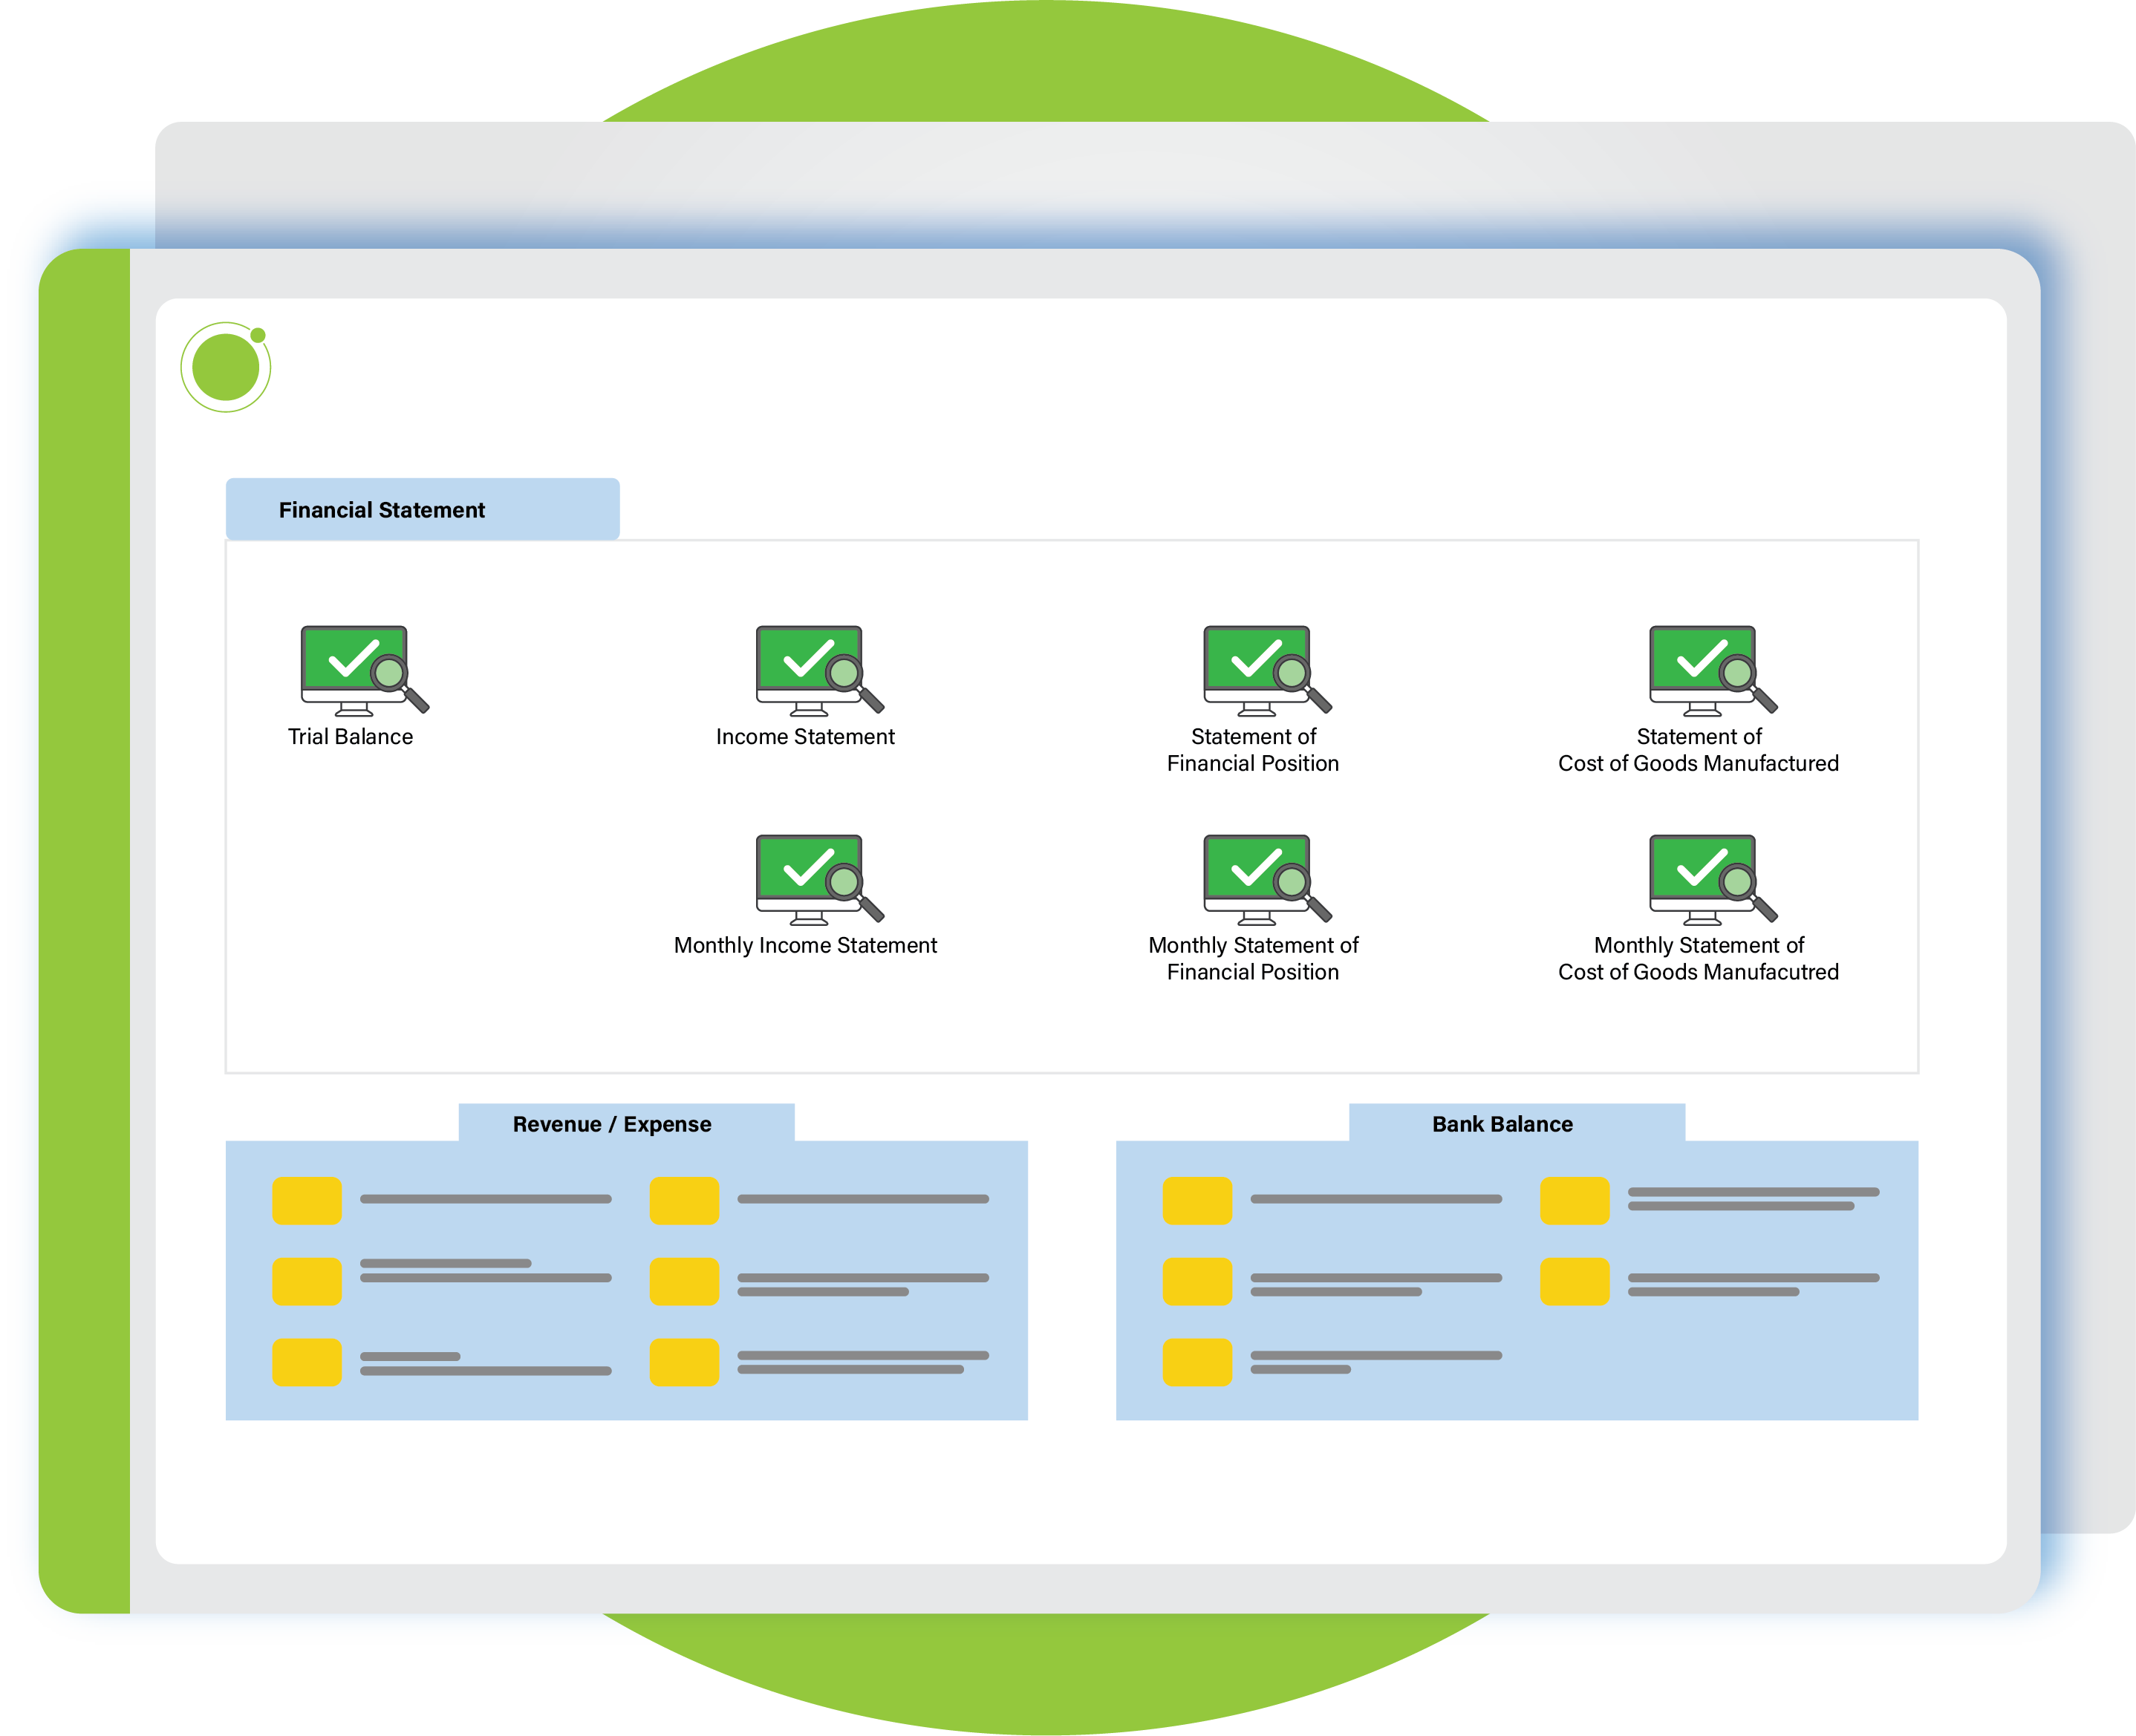 Financial Statement
Trial Balance
Income Statement
Statement of
Financial Position
Statement of
Cost of Goods Manufactured
Monthly Income Statement
Monthly Statement of
Financial Position
Monthly Statement of
Cost of Goods Manufacutred
Revenue / Expense
Bank Balance